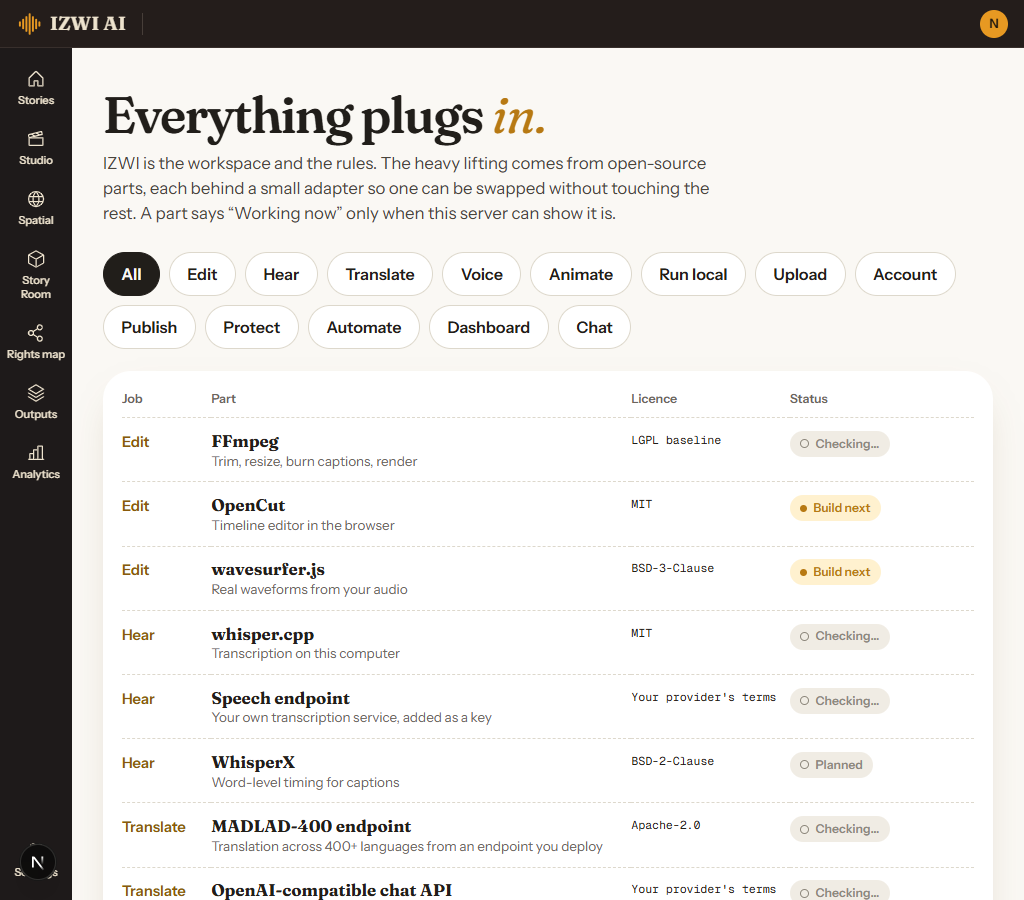 IZWI AI
N
Stories
Studio
Spatial
Story
Room
Rights map
Outputs
Analytics
N
Everything plugs in.
IZWI is the workspace and the rules. The heavy lifting comes from open-source
parts, each behind a small adapter so one can be swapped without touching the
rest. A part says “Working now” only when this server can show it is.
All Edit Hear Translate Voice Animate Run local Upload Account
Publish Protect Automate Dashboard Chat
Job Part Licence Status
Edit FFmpeg LGPL baseline Checking...
Trim, resize, burn captions, render
Edit OpenCut MIT Build next
Timeline editor in the browser
Edit wavesurfer.js BSD-3-Clause Build next
Real waveforms from your audio
Hear whisper.cpp MIT Checking...
Transcription on this computer
Hear Speech endpoint Your provider's terms Checking...
Your own transcription service, added as a key
Hear WhisperX BSD-2-Clause Planned
Word-level timing for captions
Translate MADLAD-400 endpoint Apache-2.0 Checking...
Translation across 400+ languages from an endpoint you deploy
Translate OpenAI-compatible chat API Your provider's terms Checking...